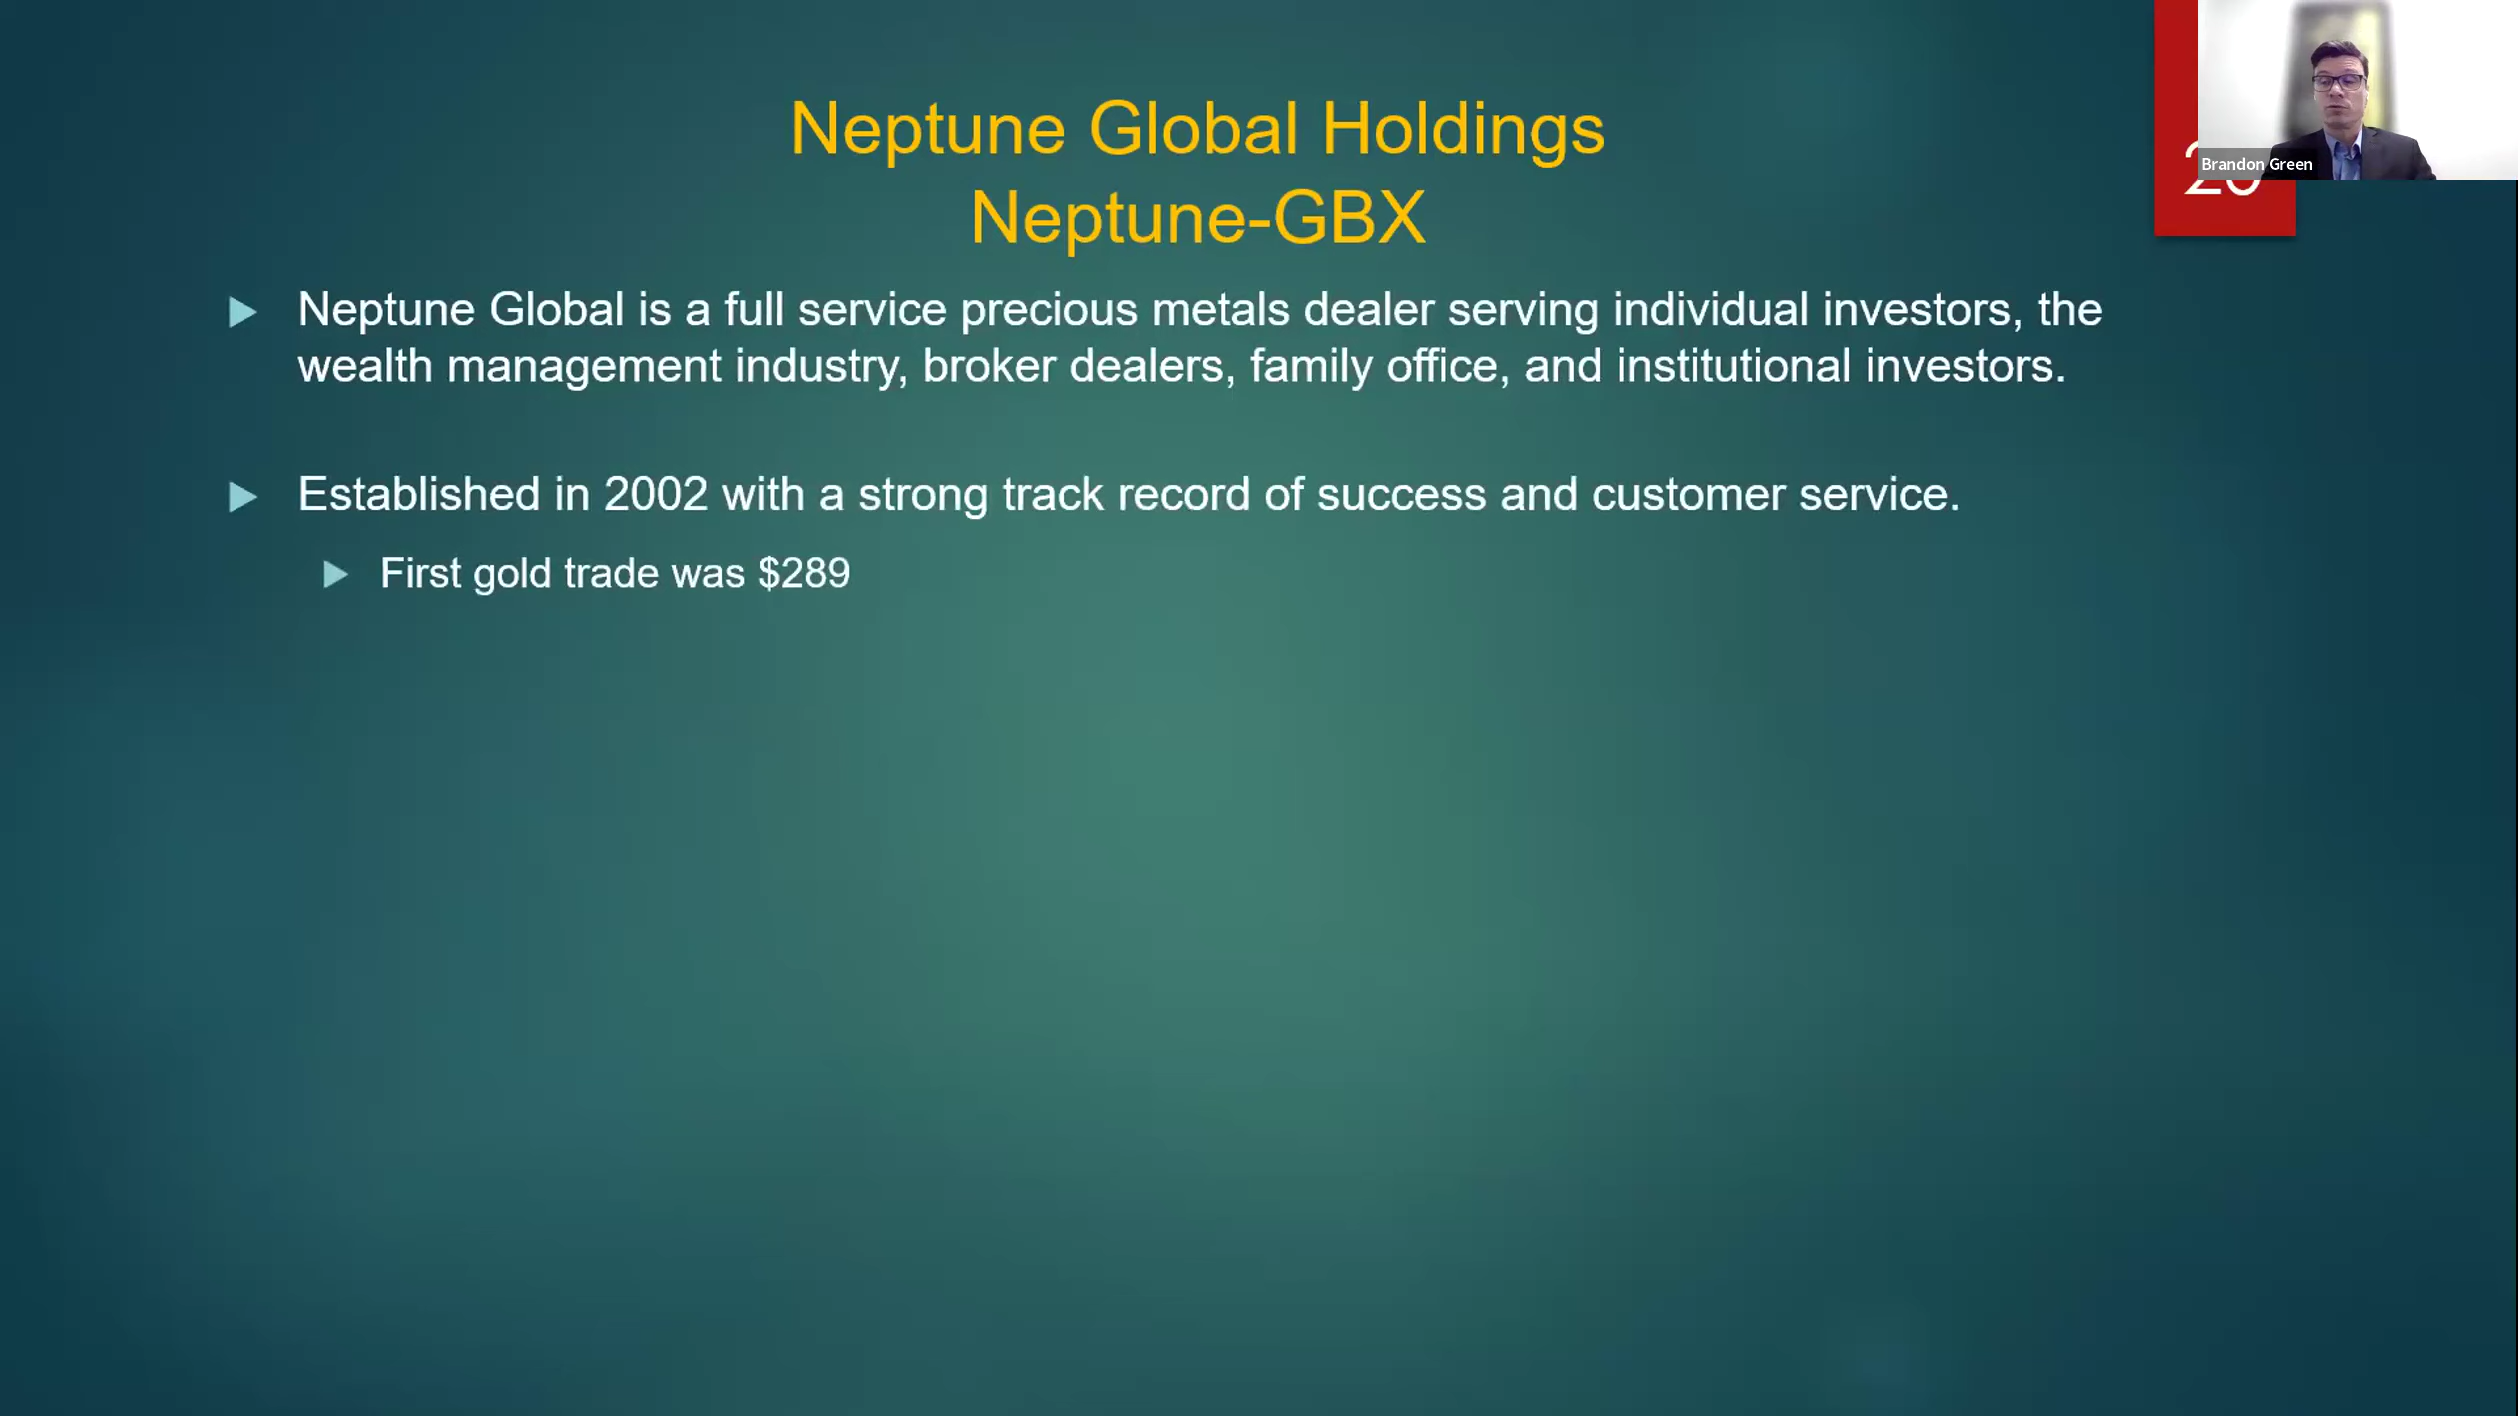 Neptune Global Holdings
Neptune-GBX
Brandon Green
Neptune Global is a full service precious metals dealer serving individual investors, the
wealth management industry, broker dealers, family office, and institutional investors.
Established in 2002 with a strong track record of success and customer service.
First gold trade was $289